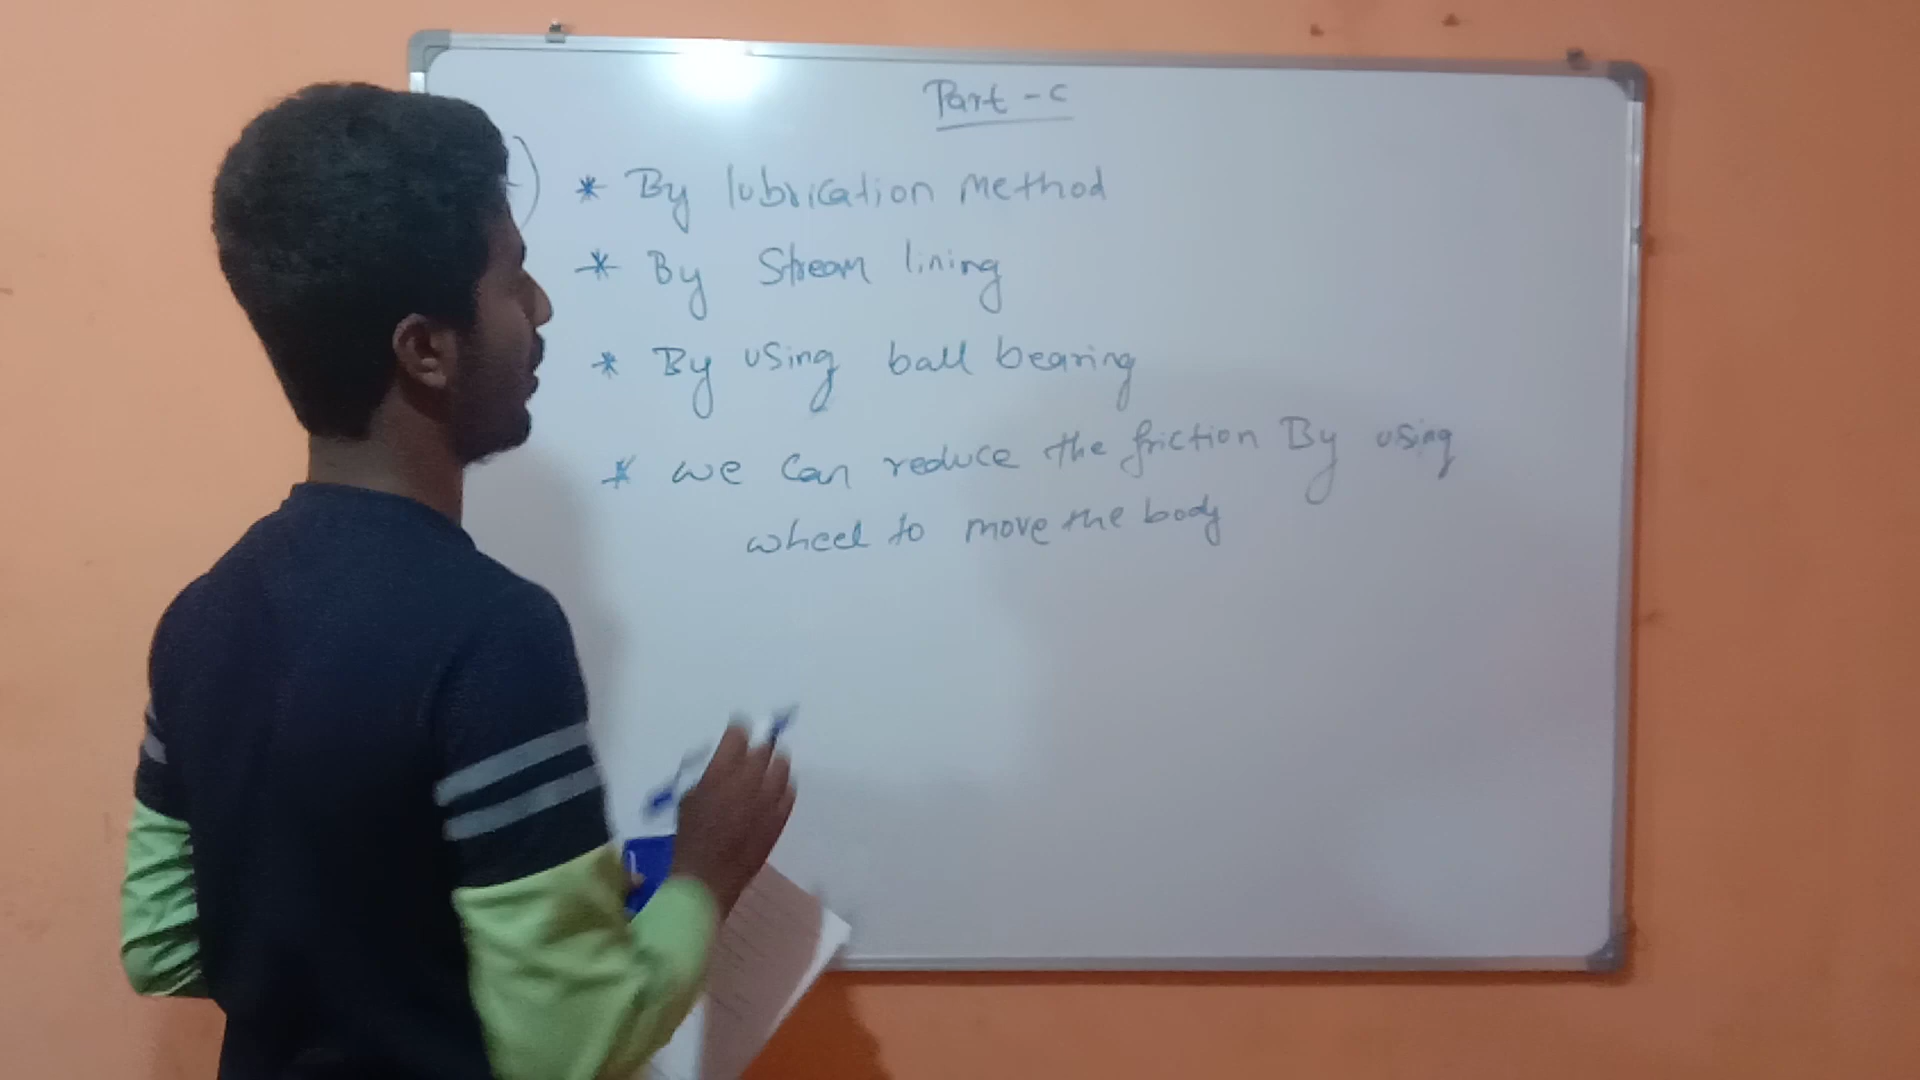 Part - C
* By lubrication Method
* By Stream lining
* By using ball bearing
* we can reduce the friction By using
wheel to move the body